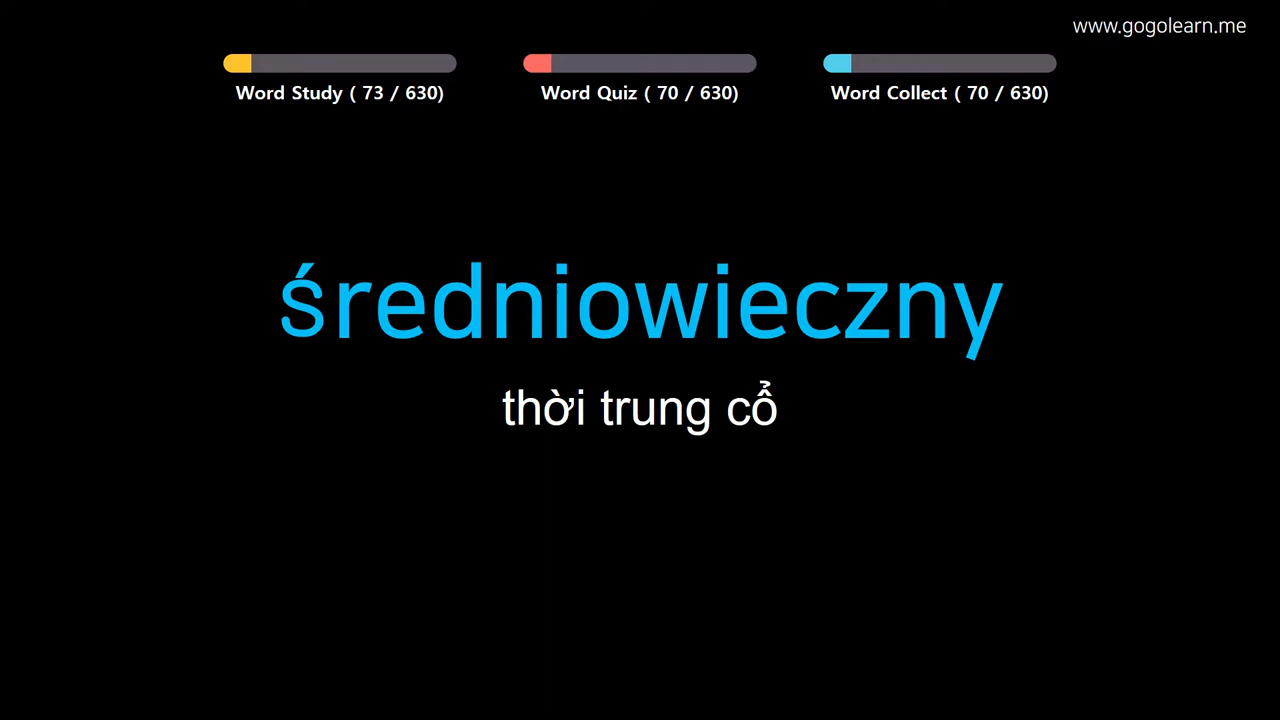 www.gogolearn.me
Word Study ( 73 / 630)
Word Quiz ( 70 / 630)
Word Collect ( 70 / 630)
średniowieczny
thời trung cổ